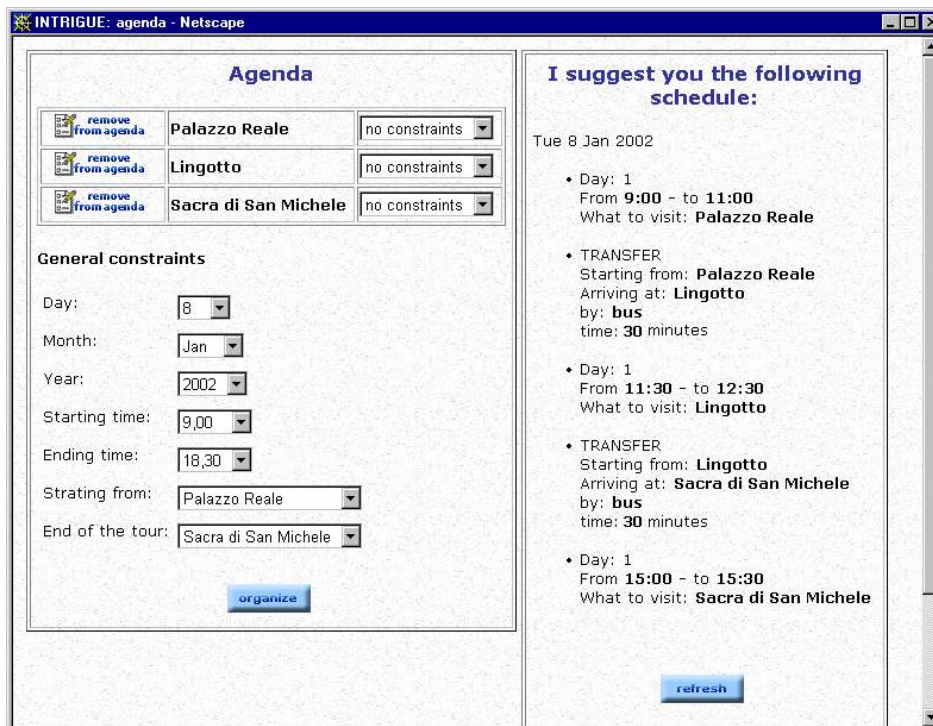 INTRIGUE: agenda - Netscape
Agenda
remove
from agenda
Palazzo Reale
no constraints
remove
from agenda
Lingotto
no constraints
remove
from agenda
Sacra di San Michele
no constraints
General constraints
Day:
8
Month:
Jan
Year:
2002
Starting time:
9,00
Ending time:
18,30
Strating from:
Palazzo Reale
End of the tour:
Sacra di San Michele
organize
I suggest you the following
schedule:
Tue 8 Jan 2002
• Day: 1
From 9:00 - to 11:00
What to visit: Palazzo Reale
• TRANSFER
Starting from: Palazzo Reale
Arriving at: Lingotto
by: bus
time: 30 minutes
• Day: 1
From 11:30 - to 12:30
What to visit: Lingotto
• TRANSFER
Starting from: Lingotto
Arriving at: Sacra di San Michele
by: bus
time: 30 minutes
• Day: 1
From 15:00 - to 15:30
What to visit: Sacra di San Michele
refresh